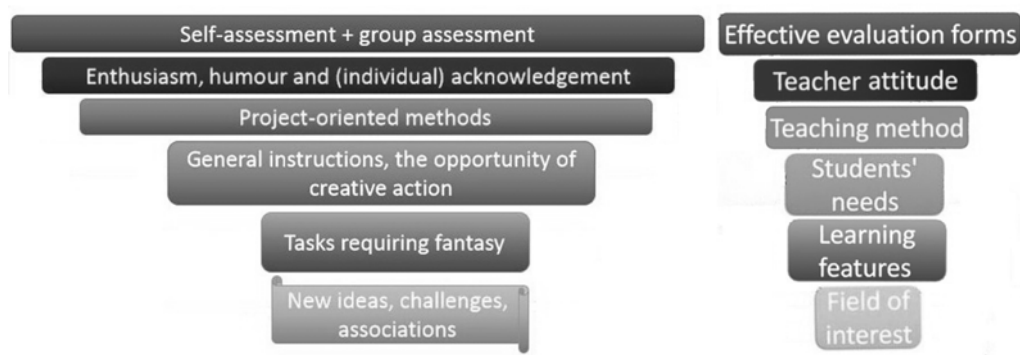 Self-assessment + group assessment
Effective evaluation forms
Enthusiasm, humour and (individual) acknowledgement
Teacher attitude
Project-oriented methods
Teaching method
General instructions, the opportunity of
creative action
Students'
needs
Tasks requiring fantasy
Learning
features
New ideas, challenges,
associations
Field of
interest